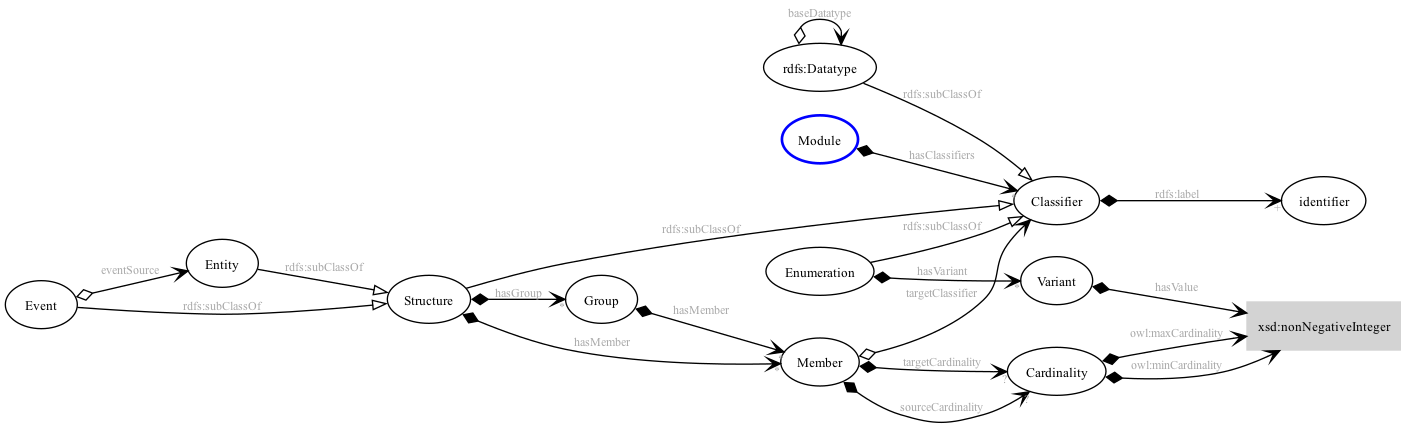 baseDatatype
rdfs:Datatype
rdfs:subClassOf
Module
hasClassifiers
Classifier
rdfs:label
identifier
rdfs:subClassOf
rdfs:subClassOf
Entity
eventSource
rdfs:subClassOf
Enumeration
hasVariant
Variant
hasValue
targetClassifier
Event
rdfs:subClassOf
Structure
hasGroup
Group
hasMember
hasMember
xsd:nonNegativeInteger
owl:maxCardinality
Member
targetCardinality
Cardinality
owl:minCardinality
sourceCardinality